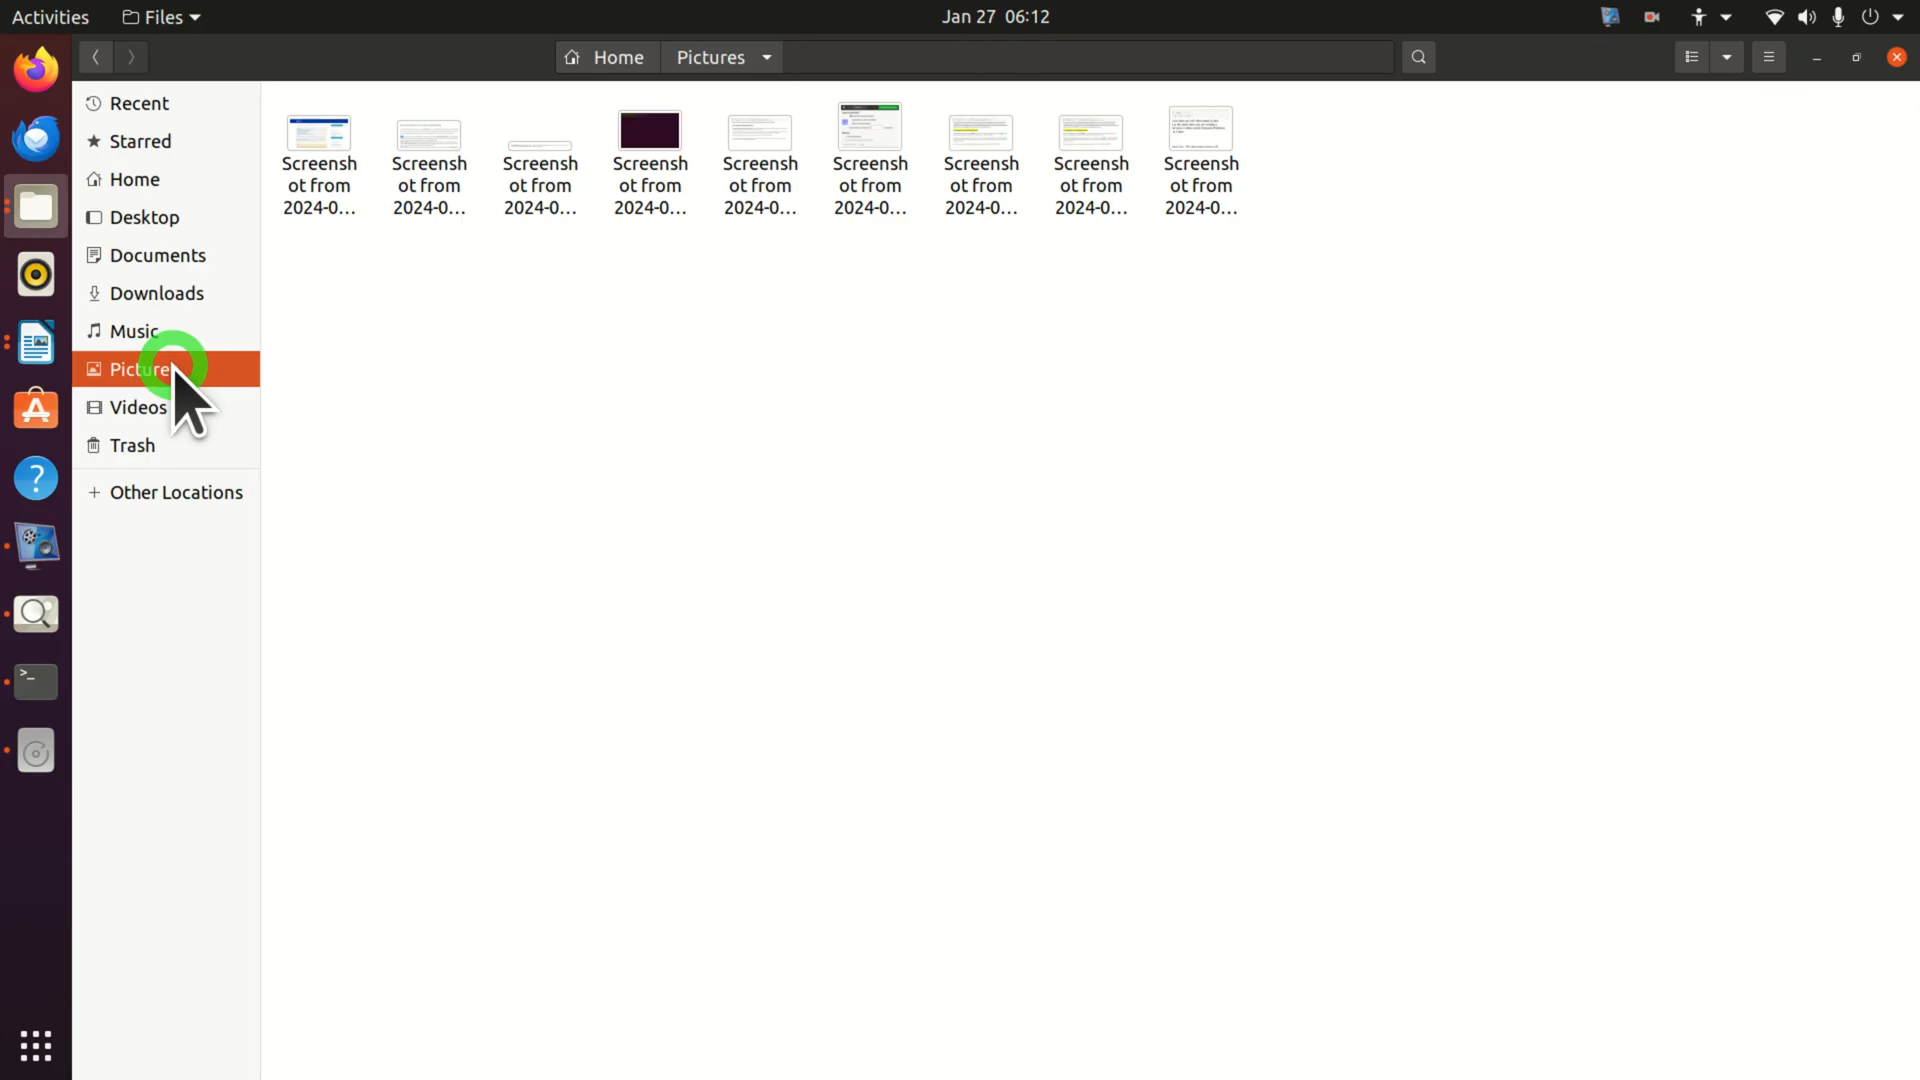 Activities Files Jan 27 06:12
Home Pictures
Recent
Starred
Home
Desktop
Documents
Downloads
Music
Picture
Videos
Trash
Other Locations
Screensh Screensh Screensh Screensh Screensh Screensh Screensh Screensh Screensh
ot from ot from ot from ot from ot from ot from ot from ot from ot from
2024-0... 2024-0... 2024-0... 2024-0... 2024-0... 2024-0... 2024-0... 2024-0... 2024-0...